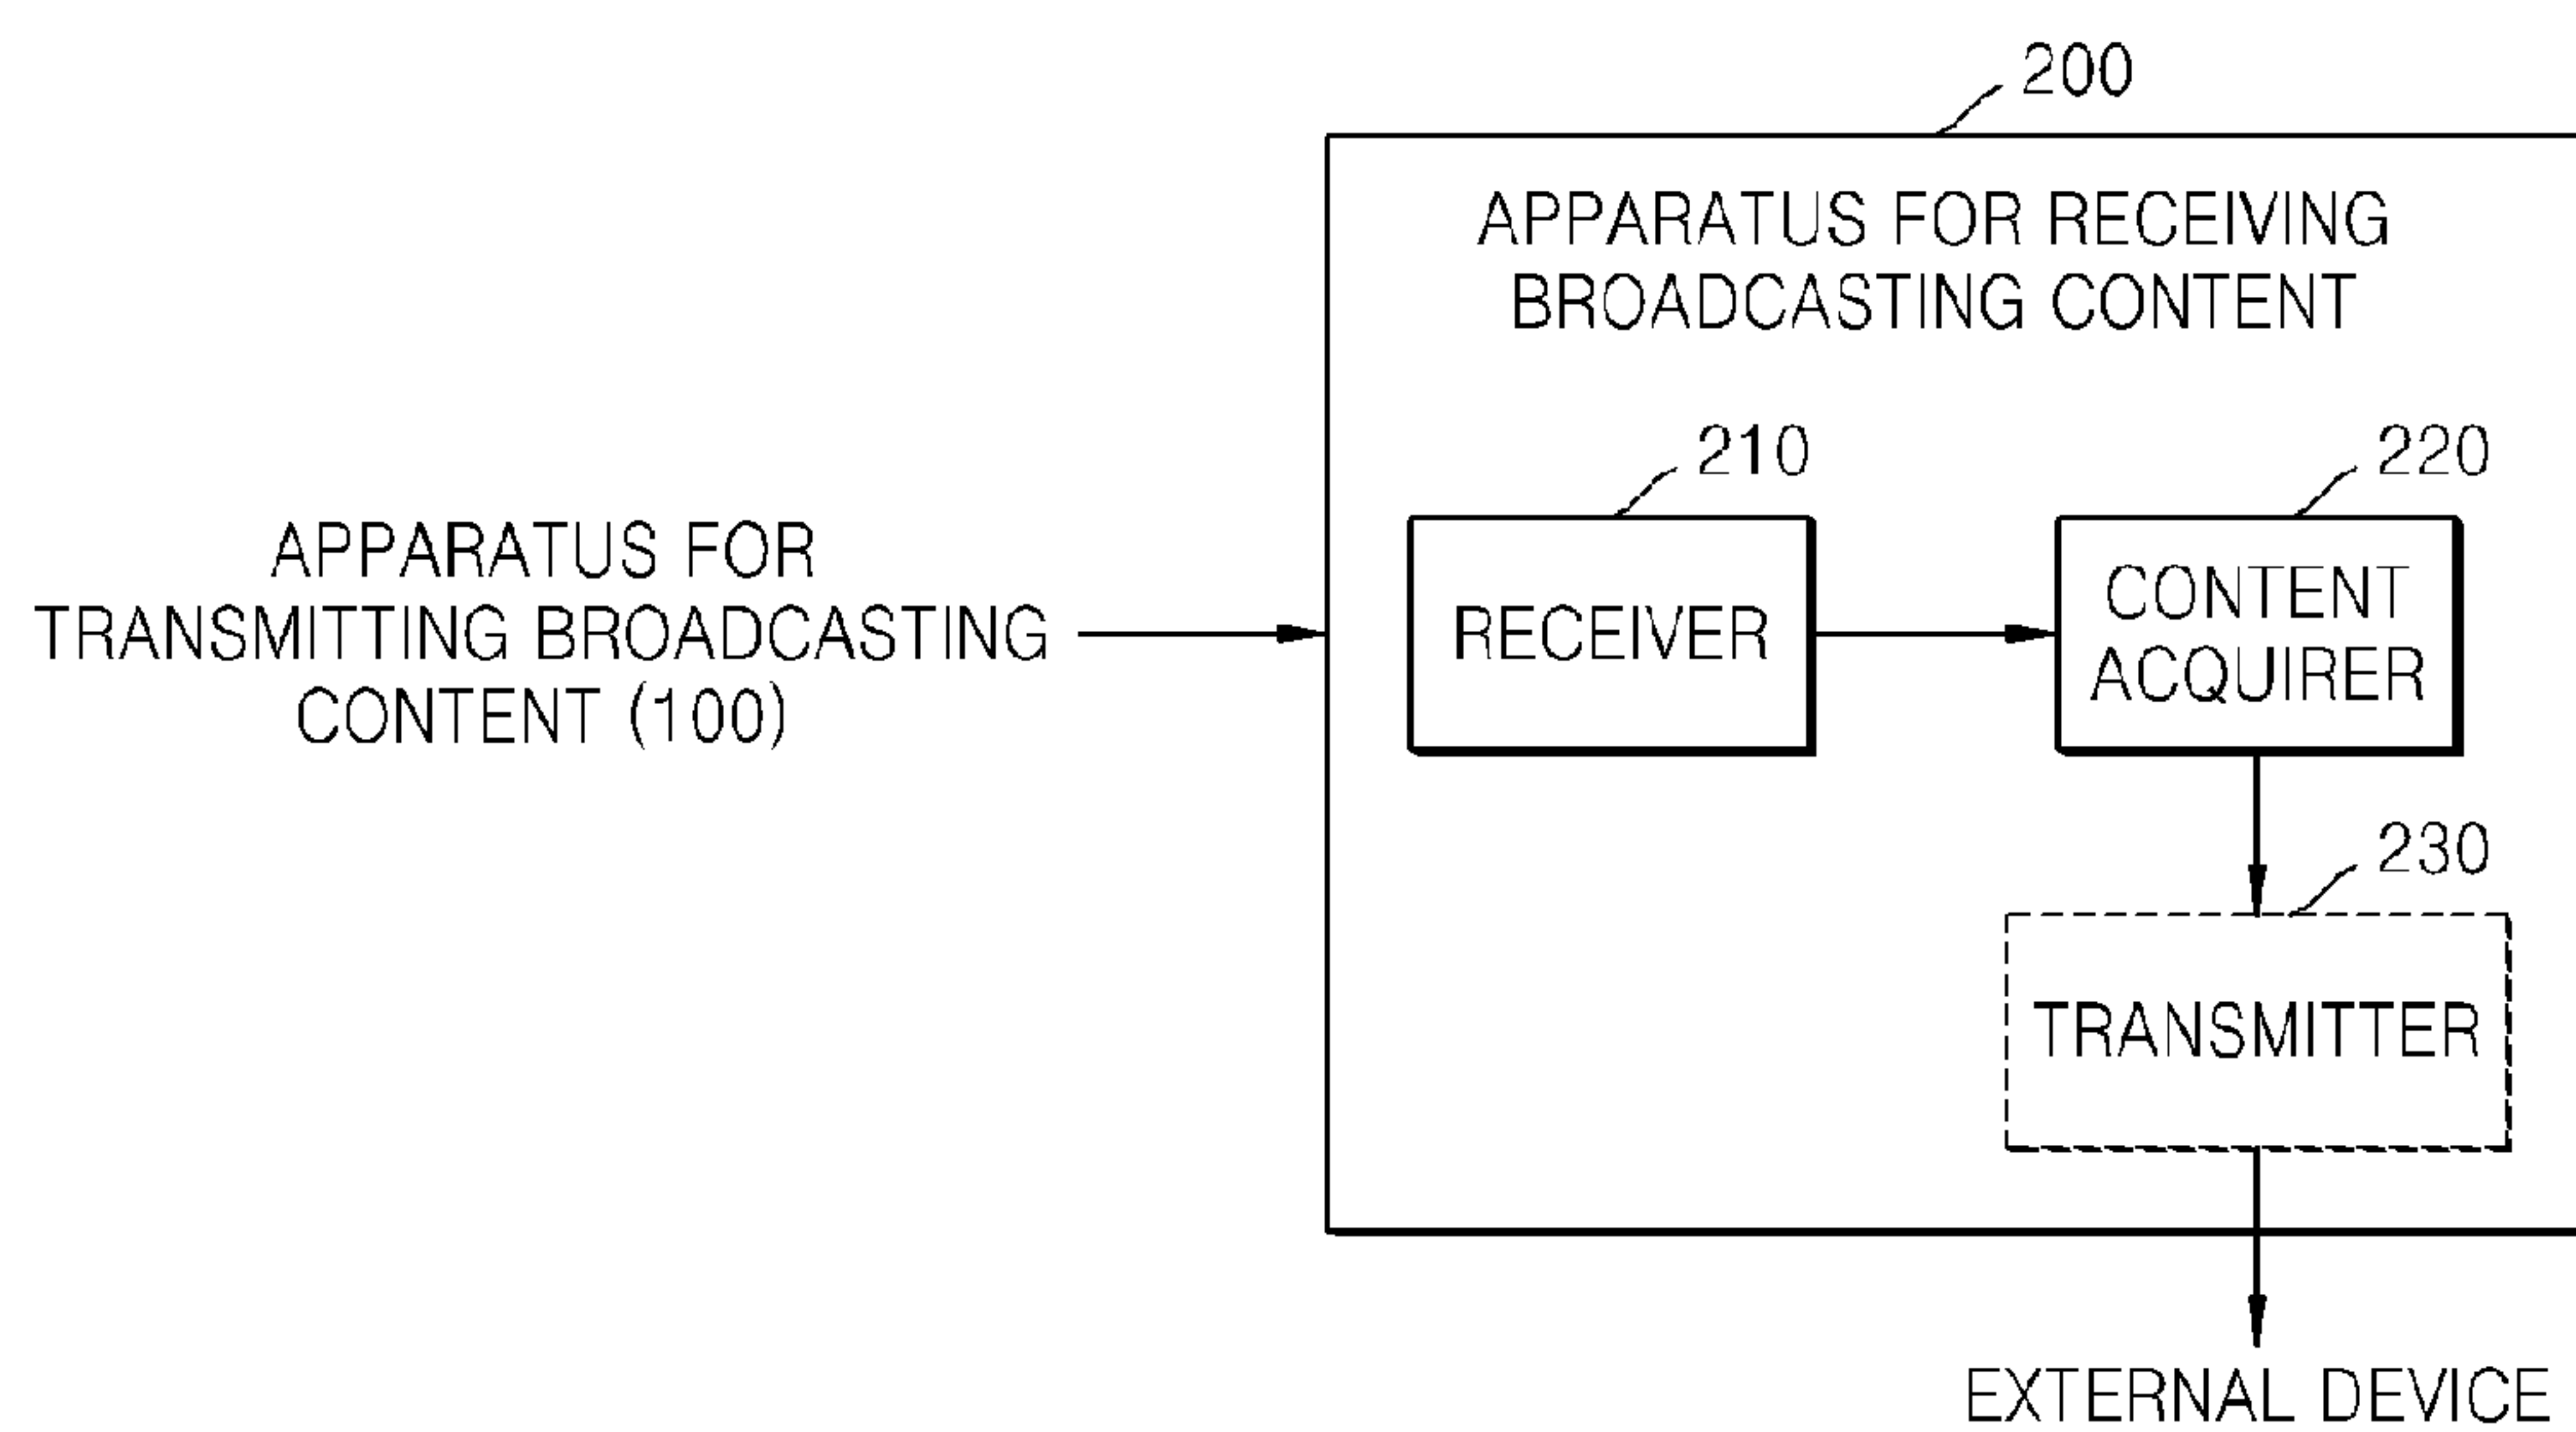 200
APPARATUS FOR RECEIVING
BROADCASTING CONTENT
210
220
APPARATUS FOR
TRANSMITTING BROADCASTING
CONTENT (100)
RECEIVER
CONTENT
ACQUIRER
230
TRANSMITTER
EXTERNAL DEVICE